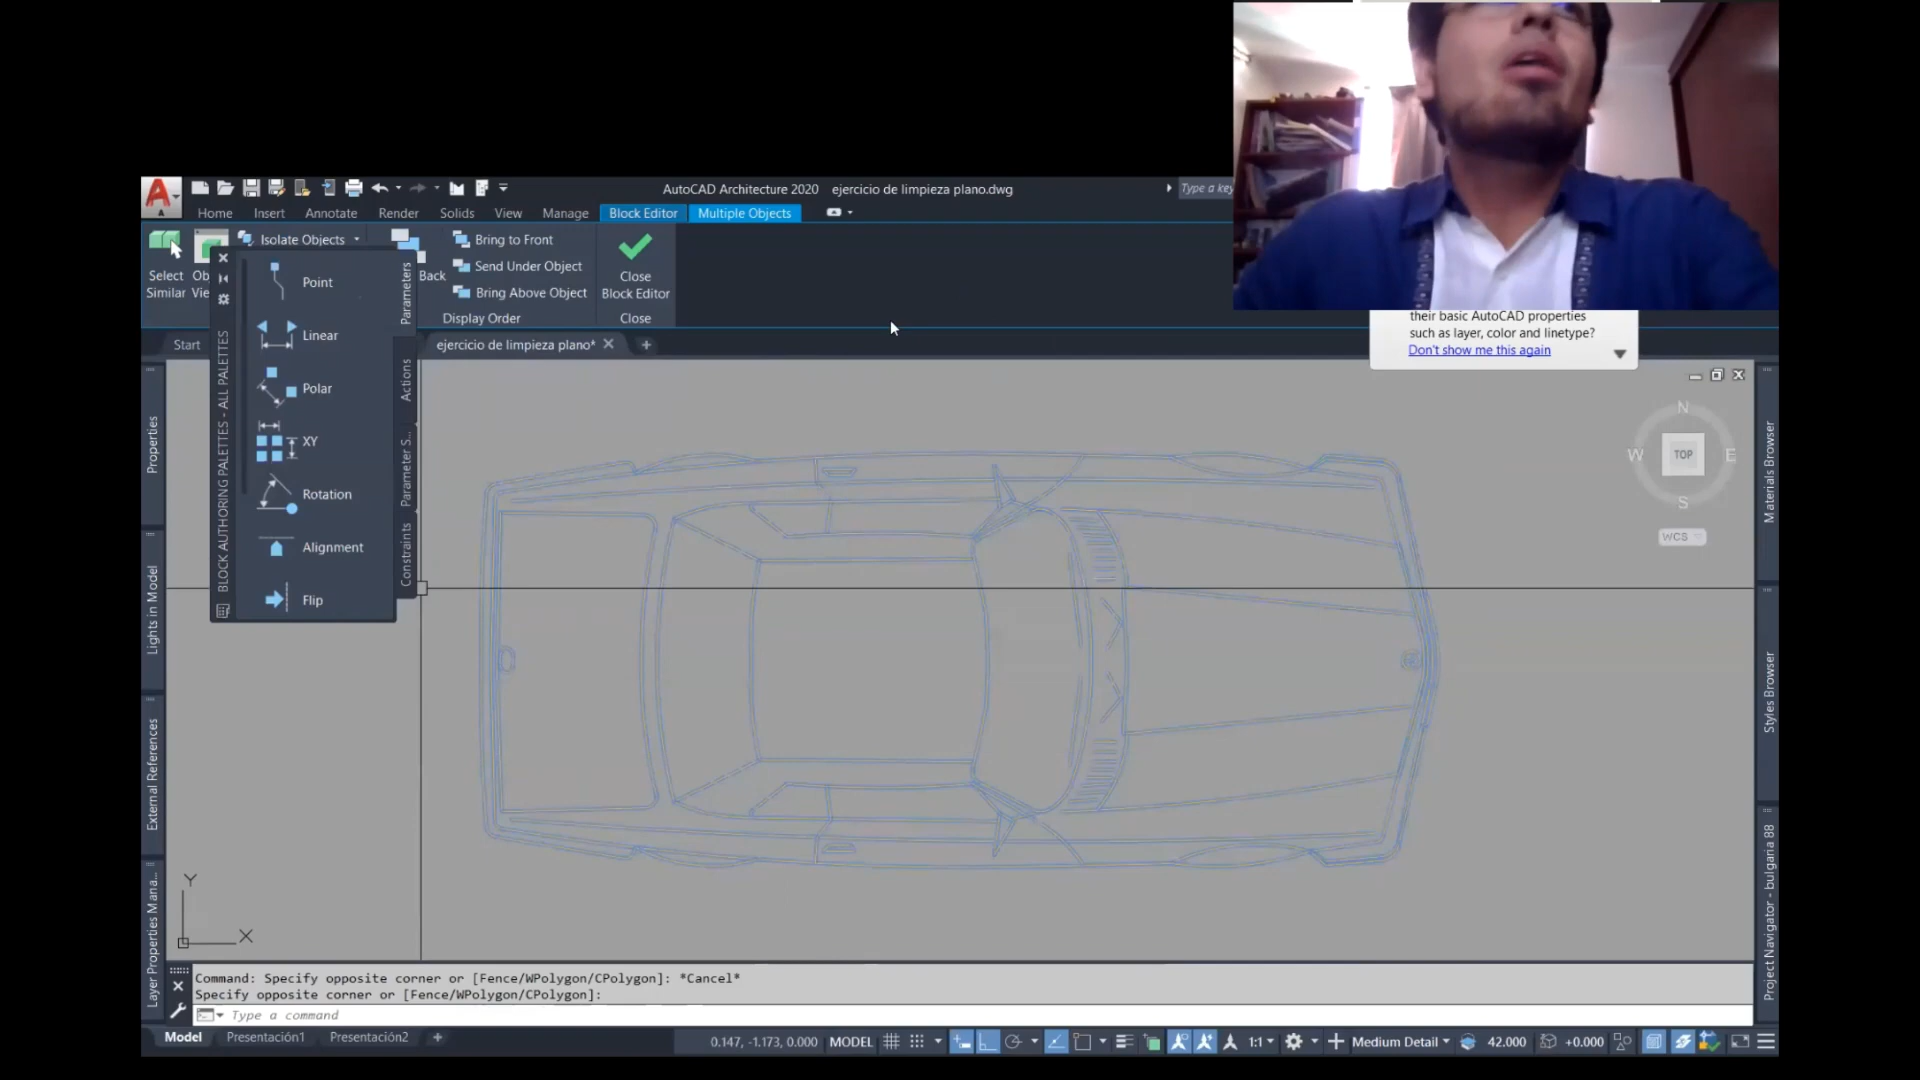 AutoCAD Architecture 2020 ejercicio de limpieza plano.dwg
Type a key
Home Insert Annotate Render Solids View Manage Block Editor Multiple Objects
Select
Similar
Isolate Objects
Back
Bring to Front
Send Under Object
Bring Above Object
Display Order
Close
Block Editor
Close
Start
ejercicio de limpieza plano*
their basic AutoCAD properties
such as layer, color and linetype?
Don't show me this again
BLOCK AUTHORING PALETTES - ALL PALETTES
Point
Linear
Polar
XY
Rotation
Alignment
Flip
Parameters
Actions
Parameter S...
Constraints
Properties
Lights in Model
External References
Layer Properties Mana...
N
W TOP E
S
WCS
Materials Browser
Styles Browser
Project Navigator - bulgaria 88
Y
X
Command: Specify opposite corner or [Fence/WPolygon/CPolygon]: *Cancel*
Specify opposite corner or [Fence/WPolygon/CPolygon]:
Type a command
Model Presentación1 Presentación2
0.147, -1.173, 0.000 MODEL 1:1 Medium Detail 42.000 +0.000